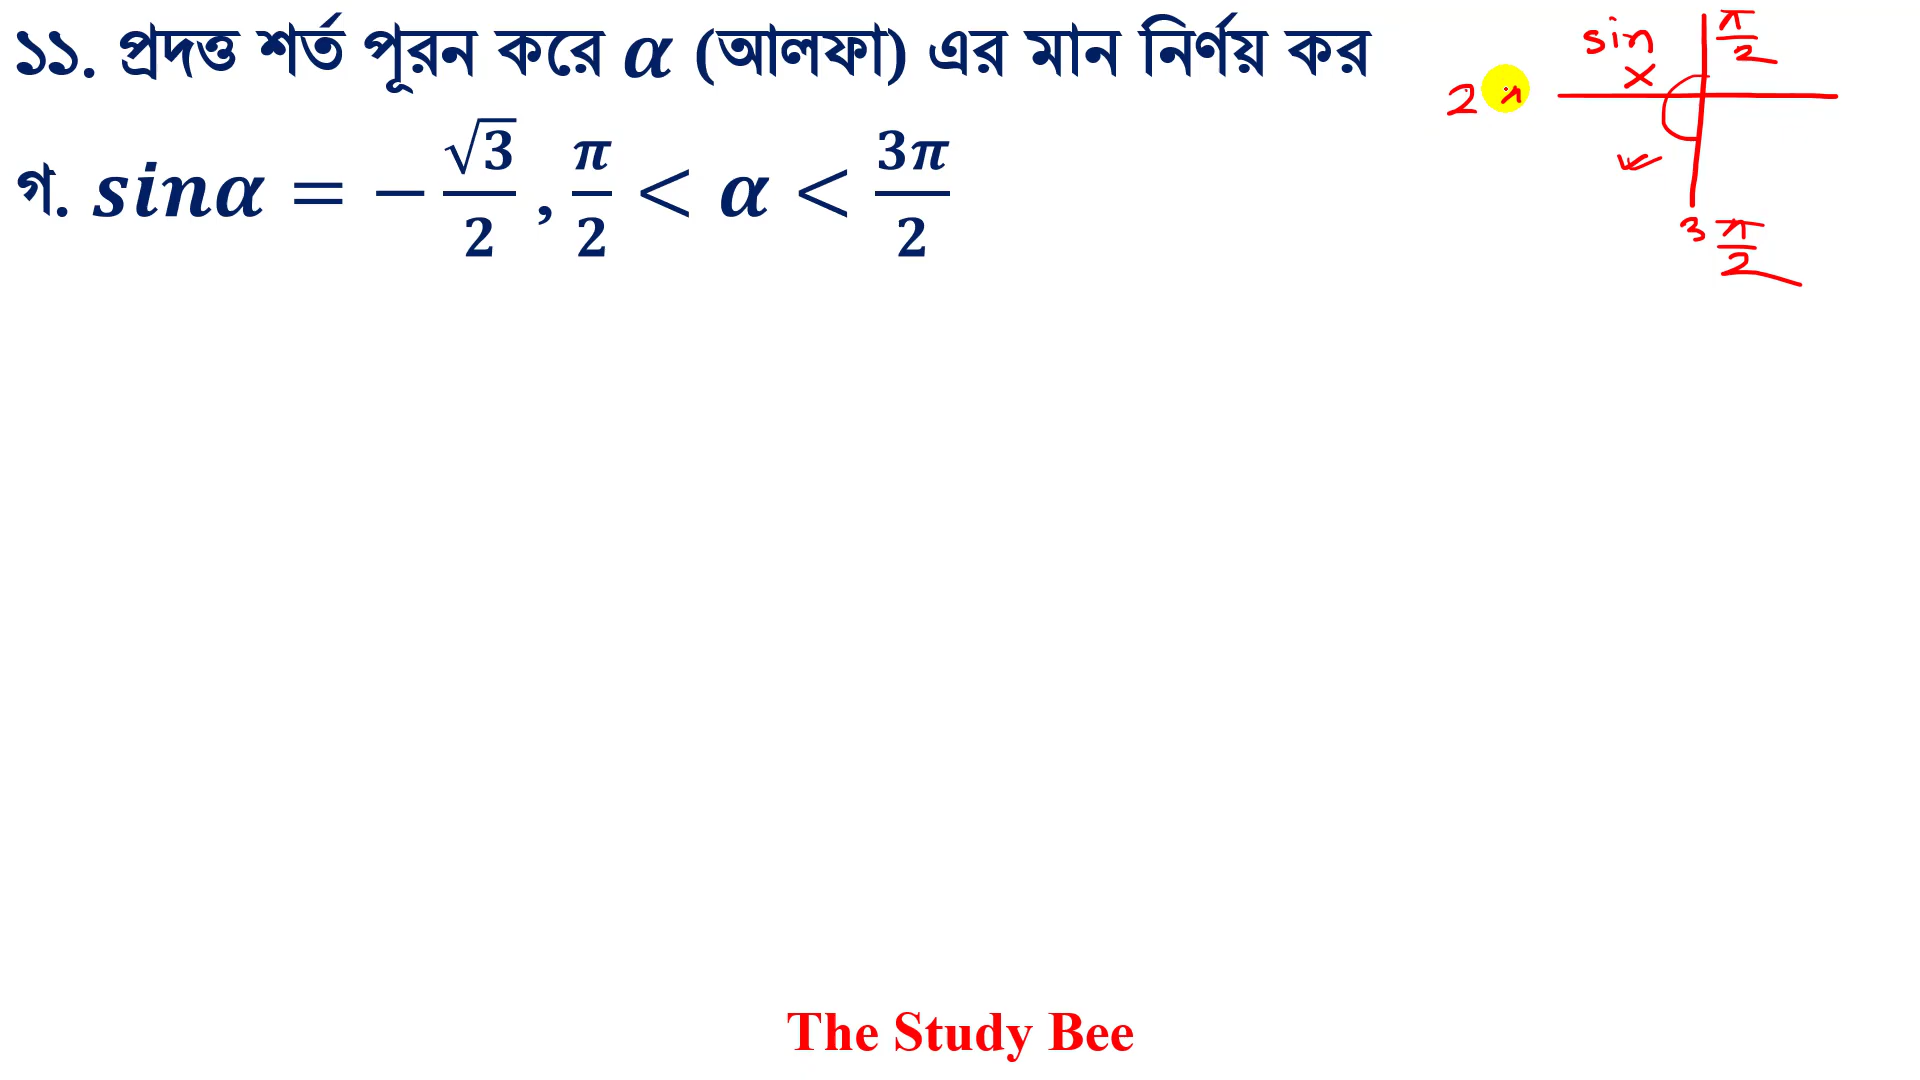 ১১. প্রদত্ত শর্ত পূরন করে α (আলফা) এর মান নির্ণয় কর
গ. sinα = −√3/2 , π/2 < α < 3π/2
sin
×
π/2
2
3π/2
The Study Bee